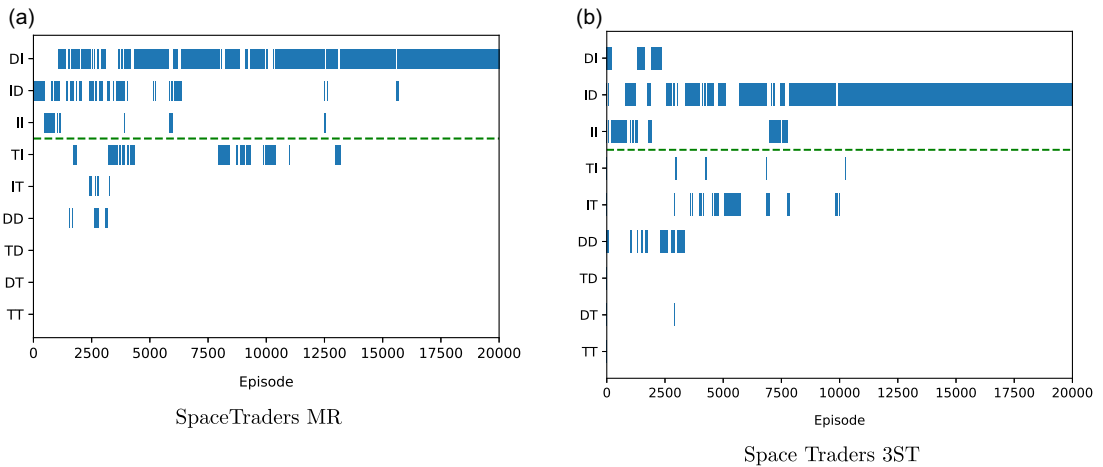 (a)
DI
ID
II
TI
IT
DD
TD
DT
TT
0 2500 5000 7500 10000 12500 15000 17500 20000
Episode
SpaceTraders MR
(b)
DI
ID
II
TI
IT
DD
TD
DT
TT
0 2500 5000 7500 10000 12500 15000 17500 20000
Episode
Space Traders 3ST